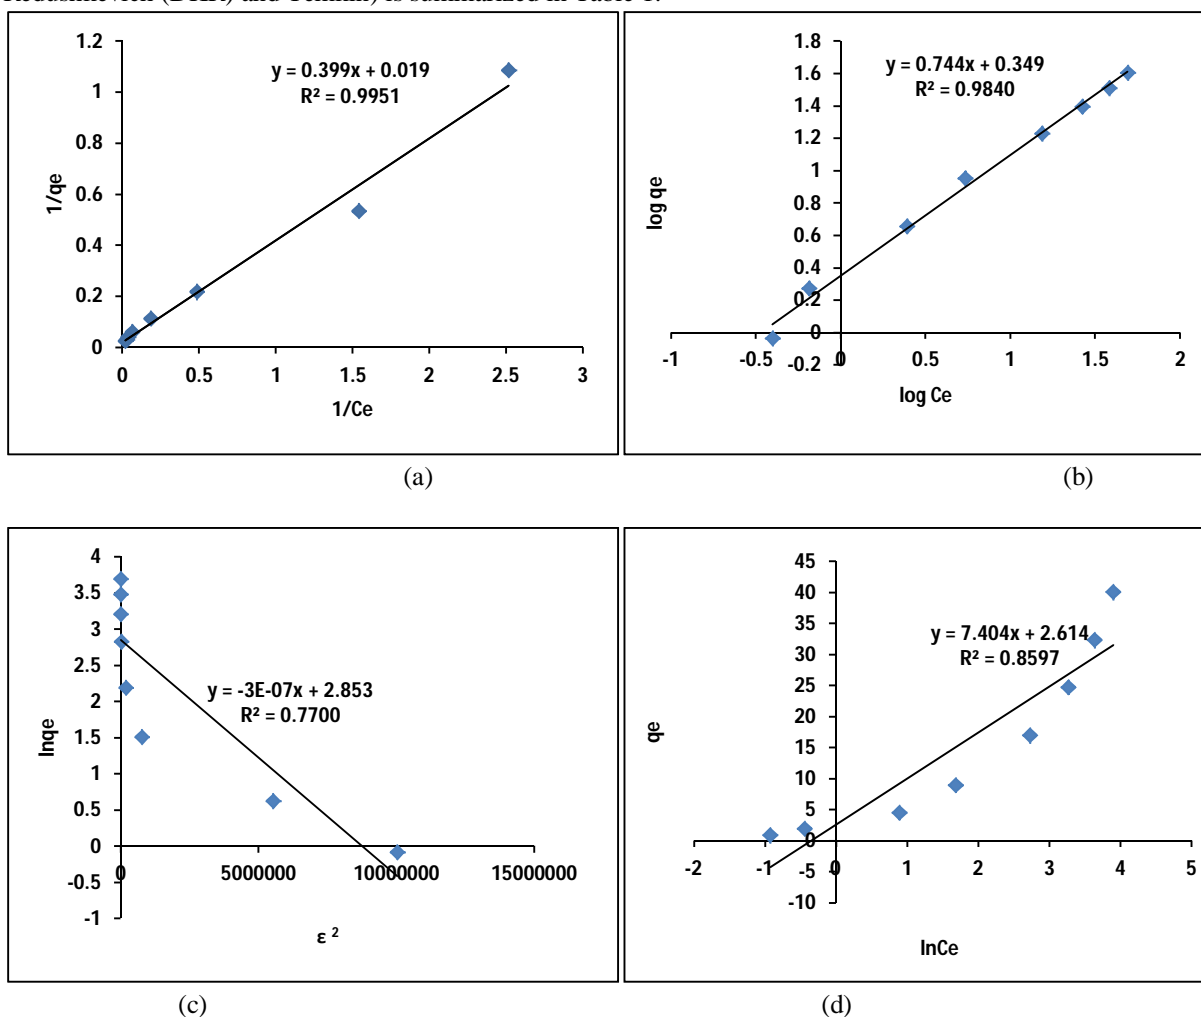 Redushkevich (DKR) and Temkin) is summarized in Table 1.
1.2
1
0.8
0.6
0.4
0.2
0
0 0.5 1 1.5 2 2.5 3
1/qe
1/Ce
y = 0.399x + 0.019
R² = 0.9951
(a)
1.8
1.6
1.4
1.2
1
0.8
0.6
0.4
0.2
0
-0.2
-1 -0.5 0 0.5 1 1.5 2
log qe
log Ce
y = 0.744x + 0.349
R² = 0.9840
(b)
4
3.5
3
2.5
2
1.5
1
0.5
0
-0.5
-1
0 5000000 10000000 15000000
lnqe
ε ²
y = -3E-07x + 2.853
R² = 0.7700
(c)
45
40
35
30
25
20
15
10
5
0
-5
-10
-2 -1 0 1 2 3 4 5
qe
lnCe
y = 7.404x + 2.614
R² = 0.8597
(d)